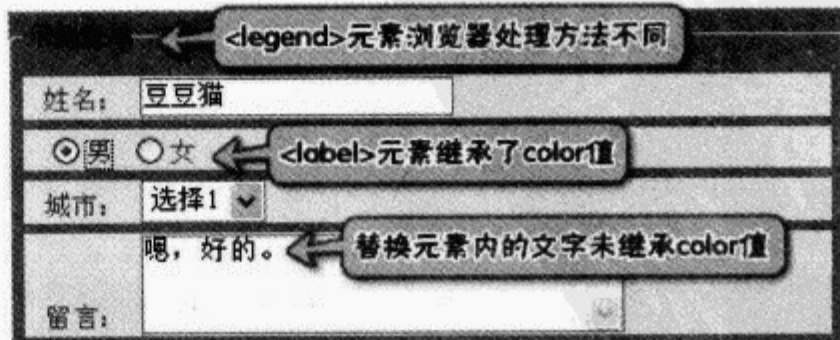 <legend>元素浏览器处理方法不同
姓名： 豆豆猫
男 女 <label>元素继承了color值
城市： 选择1
嗯，好的。 替换元素内的文字未继承color值
留言：